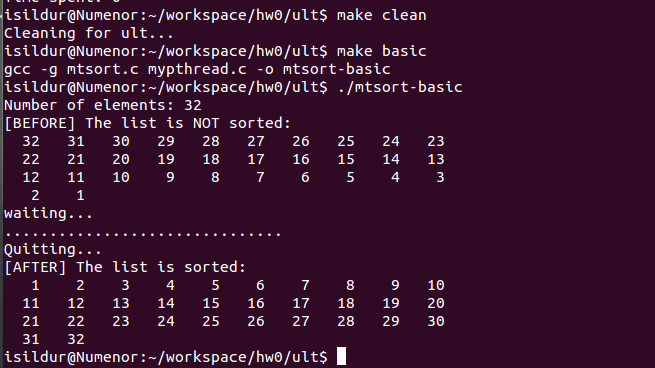 isildur@Numenor:~/workspace/hw0/ult$ make clean
Cleaning for ult...
isildur@Numenor:~/workspace/hw0/ult$ make basic
gcc -g mtsort.c mypthread.c -o mtsort-basic
isildur@Numenor:~/workspace/hw0/ult$ ./mtsort-basic
Number of elements: 32
[BEFORE] The list is NOT sorted:
  32   31   30   29   28   27   26   25   24   23
  22   21   20   19   18   17   16   15   14   13
  12   11   10    9    8    7    6    5    4    3
   2    1
waiting...
...............................
Quitting...
[AFTER] The list is sorted:
   1    2    3    4    5    6    7    8    9   10
  11   12   13   14   15   16   17   18   19   20
  21   22   23   24   25   26   27   28   29   30
  31   32
isildur@Numenor:~/workspace/hw0/ult$